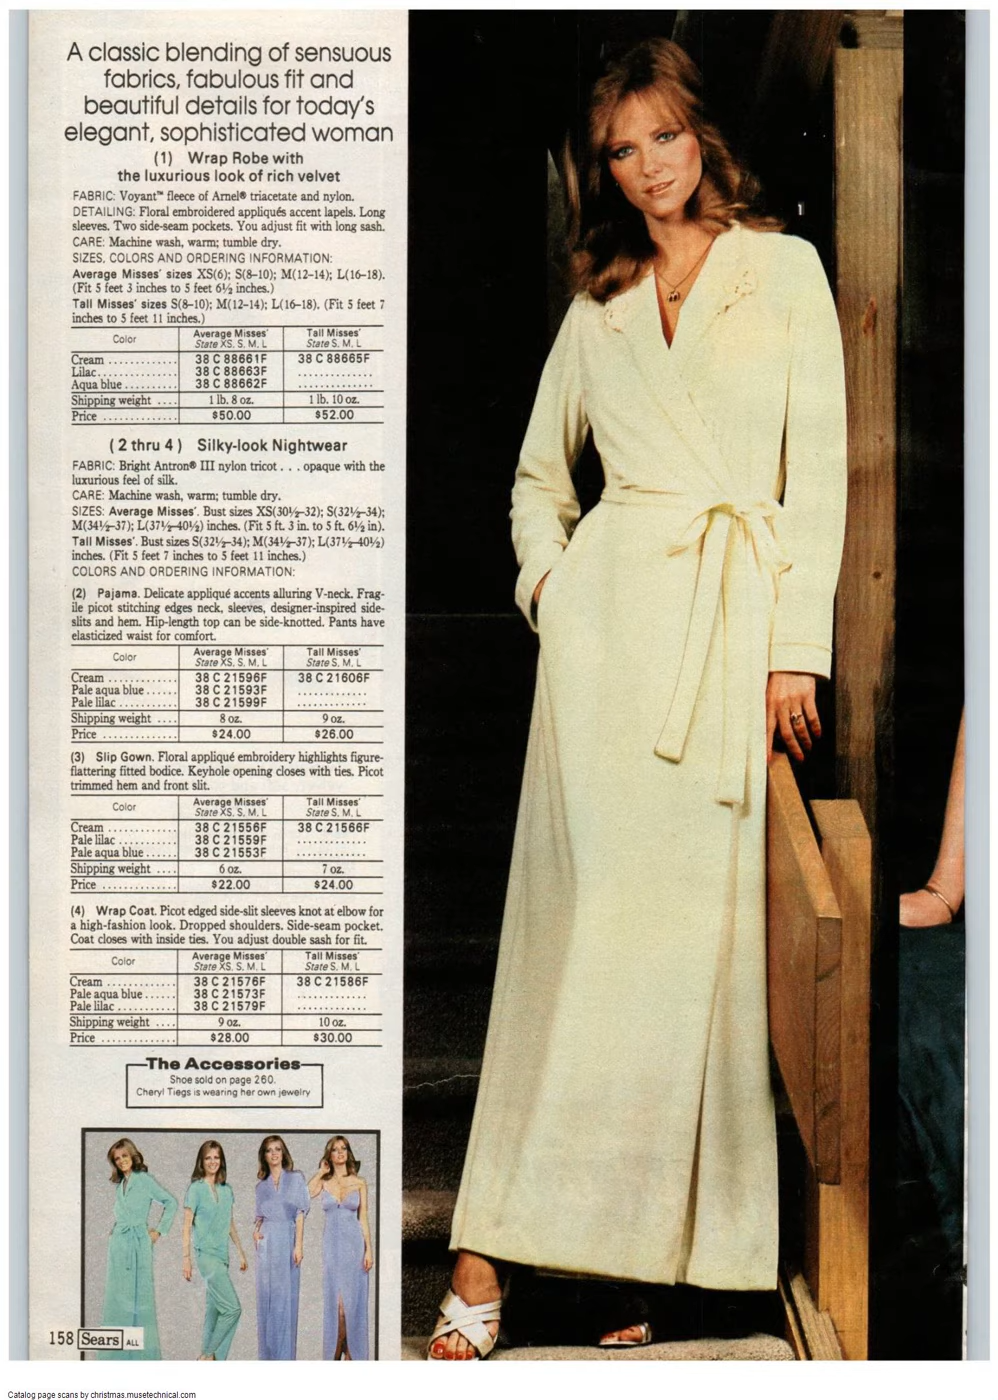 A classic blending of sensuous
fabrics, fabulous fit and
beautiful details for today's
elegant, sophisticated woman
(1) Wrap Robe with
the luxurious look of rich velvet
FABRIC: Voyant™ fleece of Arnel® triacetate and nylon.
DETAILING: Floral embroidered appliqués accent lapels. Long
sleeves. Two side-seam pockets. You adjust fit with long sash.
CARE: Machine wash, warm; tumble dry.
SIZES, COLORS AND ORDERING INFORMATION:
Average Misses' sizes XS(6); S(8-10); M(12-14); L(16-18).
(Fit 5 feet 3 inches to 5 feet 6½ inches.)
Tall Misses' sizes S(8-10); M(12-14); L(16-18). (Fit 5 feet 7
inches to 5 feet 11 inches.)
Color Average Misses' State XS, S, M, L Tall Misses' State S, M, L
Cream ............. 38 C 88661F 38 C 88665F
Lilac............... 38 C 88663F .............
Aqua blue.......... 38 C 88662F .............
Shipping weight .... 1 lb. 8 oz. 1 lb. 10 oz.
Price ............. $50.00 $52.00
(2 thru 4) Silky-look Nightwear
FABRIC: Bright Antron® III nylon tricot . . . opaque with the
luxurious feel of silk.
CARE: Machine wash, warm; tumble dry.
SIZES: Average Misses'. Bust sizes XS(30½-32); S(32½-34);
M(34½-37); L(37½-40½) inches. (Fit 5 ft. 3 in. to 5 ft. 6½ in).
Tall Misses'. Bust sizes S(32½-34); M(34½-37); L(37½-40½)
inches. (Fit 5 feet 7 inches to 5 feet 11 inches.)
COLORS AND ORDERING INFORMATION:
(2) Pajama. Delicate appliqué accents alluring V-neck. Frag-
ile picot stitching edges neck, sleeves, designer-inspired side-
slits and hem. Hip-length top can be side-knotted. Pants have
elasticized waist for comfort.
Color Average Misses' State XS, S, M, L Tall Misses' State S, M, L
Cream ............. 38 C 21596F 38 C 21606F
Pale aqua blue...... 38 C 21593F .............
Pale lilac ........... 38 C 21599F .............
Shipping weight .... 8 oz. 9 oz.
Price .............. $24.00 $26.00
(3) Slip Gown. Floral appliqué embroidery highlights figure-
flattering fitted bodice. Keyhole opening closes with ties. Picot
trimmed hem and front slit.
Color Average Misses' State XS, S, M, L Tall Misses' State S, M, L
Cream ............. 38 C 21556F 38 C 21566F
Pale lilac ........... 38 C 21559F .............
Pale aqua blue...... 38 C 21553F .............
Shipping weight .... 6 oz. 7 oz.
Price .............. $22.00 $24.00
(4) Wrap Coat. Picot edged side-slit sleeves knot at elbow for
a high-fashion look. Dropped shoulders. Side-seam pocket.
Coat closes with inside ties. You adjust double sash for fit.
Color Average Misses' State XS, S, M, L Tall Misses' State S, M, L
Cream ............. 38 C 21576F 38 C 21586F
Pale aqua blue...... 38 C 21573F .............
Pale lilac ........... 38 C 21579F .............
Shipping weight .... 9 oz. 10 oz.
Price .............. $28.00 $30.00
The Accessories
Shoe sold on page 260.
Cheryl Tiegs is wearing her own jewelry
1
158 Sears ALL
Catalog page scans by christmas.musetechnical.com